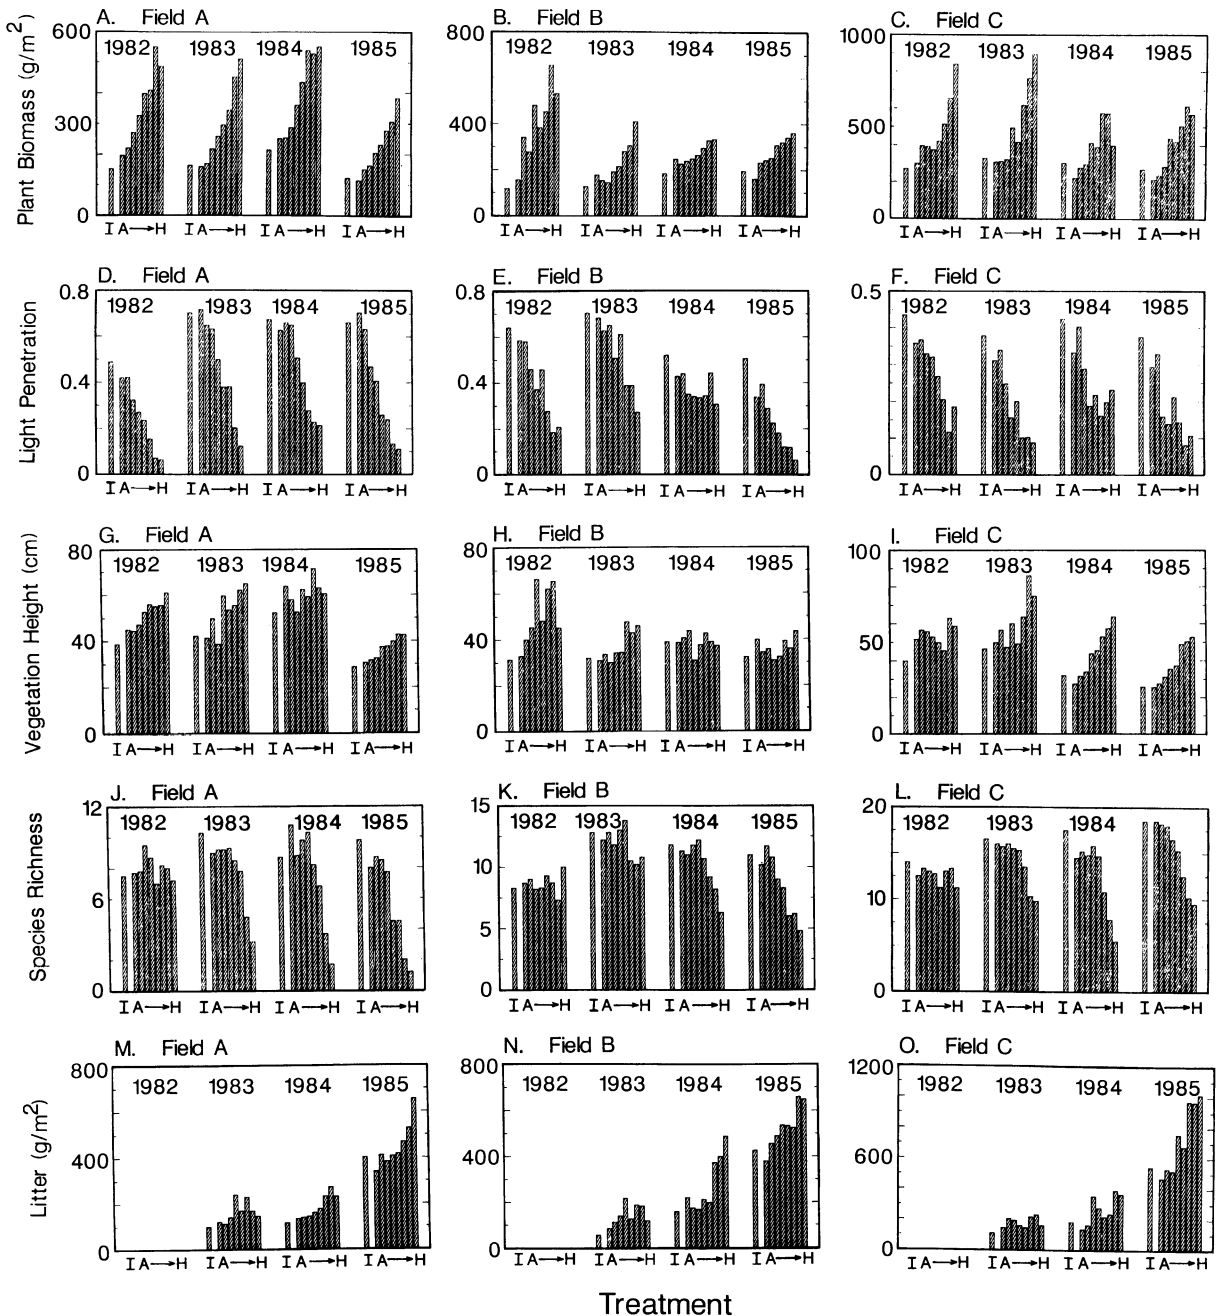 A. Field A
B. Field B
C. Field C
Plant Biomass (g/m²)
600
300
0
1982 1983 1984 1985
I A→H I A→H I A→H I A→H
800
400
0
1982 1983 1984 1985
I A→H I A→H I A→H I A→H
1000
500
0
1982 1983 1984 1985
I A→H I A→H I A→H I A→H
D. Field A
E. Field B
F. Field C
Light Penetration
0.8
0.4
0
1982 1983 1984 1985
I A→H I A→H I A→H I A→H
0.8
0.4
0
1982 1983 1984 1985
I A→H I A→H I A→H I A→H
0.5
0
1982 1983 1984 1985
I A→H I A→H I A→H I A→H
G. Field A
H. Field B
I. Field C
Vegetation Height (cm)
80
40
0
1982 1983 1984 1985
I A→H I A→H I A→H I A→H
80
40
0
1982 1983 1984 1985
I A→H I A→H I A→H I A→H
100
50
0
1982 1983 1984 1985
I A→H I A→H I A→H I A→H
J. Field A
K. Field B
L. Field C
Species Richness
12
6
0
1982 1983 1984 1985
I A→H I A→H I A→H I A→H
15
10
5
0
1982 1983 1984 1985
I A→H I A→H I A→H I A→H
20
10
0
1982 1983 1984 1985
I A→H I A→H I A→H I A→H
M. Field A
N. Field B
O. Field C
Litter (g/m²)
800
400
0
1982 1983 1984 1985
I A→H I A→H I A→H I A→H
800
400
0
1982 1983 1984 1985
I A→H I A→H I A→H I A→H
1200
600
0
1982 1983 1984 1985
I A→H I A→H I A→H I A→H
Treatment